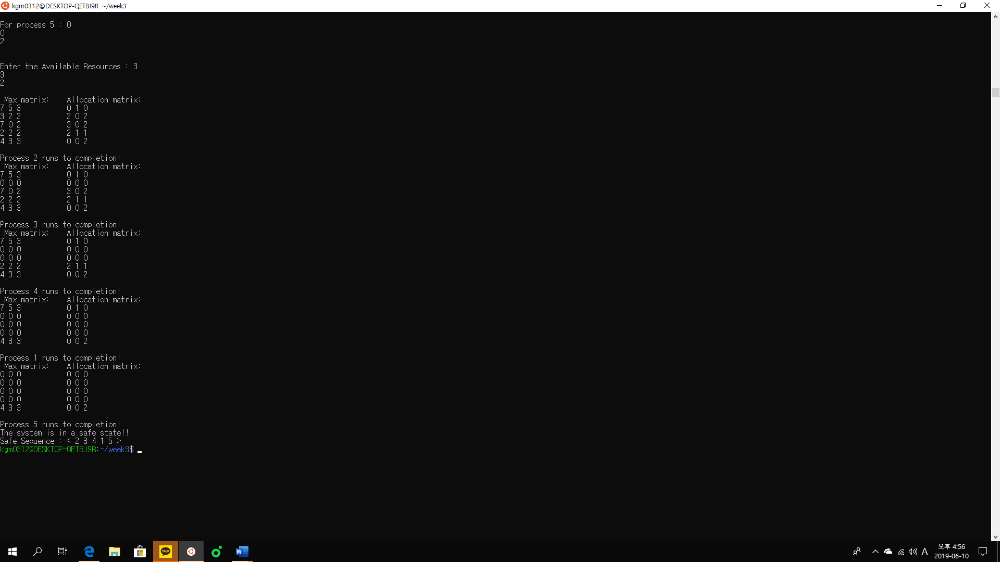 kgm0312@DESKTOP-QETBJ9R: ~/week3
For process 5 : 0
0
2
Enter the Available Resources : 3
3
2
Max matrix: Allocation matrix:
7 5 3 0 1 0
3 2 2 2 0 2
7 0 2 3 0 2
2 2 2 2 1 1
4 3 3 0 0 2
Process 2 runs to completion!
Max matrix: Allocation matrix:
7 5 3 0 1 0
0 0 0 0 0 0
7 0 2 3 0 2
2 2 2 2 1 1
4 3 3 0 0 2
Process 3 runs to completion!
Max matrix: Allocation matrix:
7 5 3 0 1 0
0 0 0 0 0 0
0 0 0 0 0 0
2 2 2 2 1 1
4 3 3 0 0 2
Process 4 runs to completion!
Max matrix: Allocation matrix:
7 5 3 0 1 0
0 0 0 0 0 0
0 0 0 0 0 0
0 0 0 0 0 0
4 3 3 0 0 2
Process 1 runs to completion!
Max matrix: Allocation matrix:
0 0 0 0 0 0
0 0 0 0 0 0
0 0 0 0 0 0
0 0 0 0 0 0
4 3 3 0 0 2
Process 5 runs to completion!
The system is in a safe state!!
Safe Sequence : < 2 3 4 1 5 >
kgm0312@DESKTOP-QETBJ9R:~/week3$
TALK
W
A
오후 4:56
2019-06-10